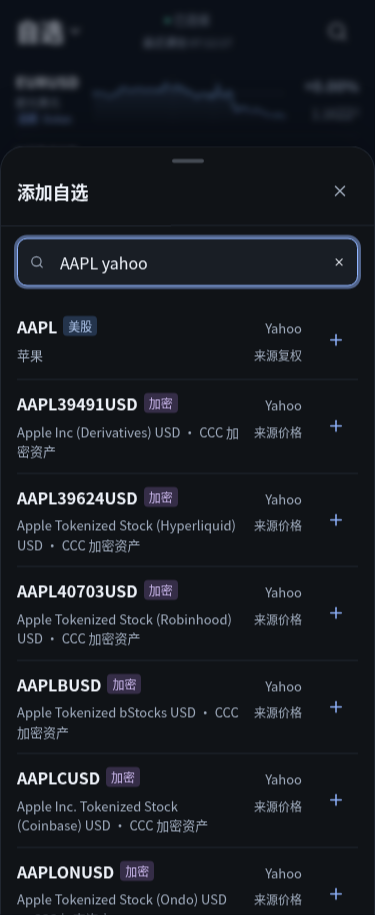 自选
EURUSD
添加自选
AAPL yahoo
AAPL 美股 Yahoo
苹果 来源复权
AAPL39491USD 加密 Yahoo
Apple Inc (Derivatives) USD · CCC 加 来源价格
密资产
AAPL39624USD 加密 Yahoo
Apple Tokenized Stock (Hyperliquid) 来源价格
USD · CCC 加密资产
AAPL40703USD 加密 Yahoo
Apple Tokenized Stock (Robinhood) 来源价格
USD · CCC 加密资产
AAPLBUSD 加密 Yahoo
Apple Tokenized bStocks USD · CCC 来源价格
加密资产
AAPLCUSD 加密 Yahoo
Apple Inc. Tokenized Stock 来源价格
(Coinbase) USD · CCC 加密资产
AAPLONUSD 加密 Yahoo
Apple Tokenized Stock (Ondo) USD 来源价格